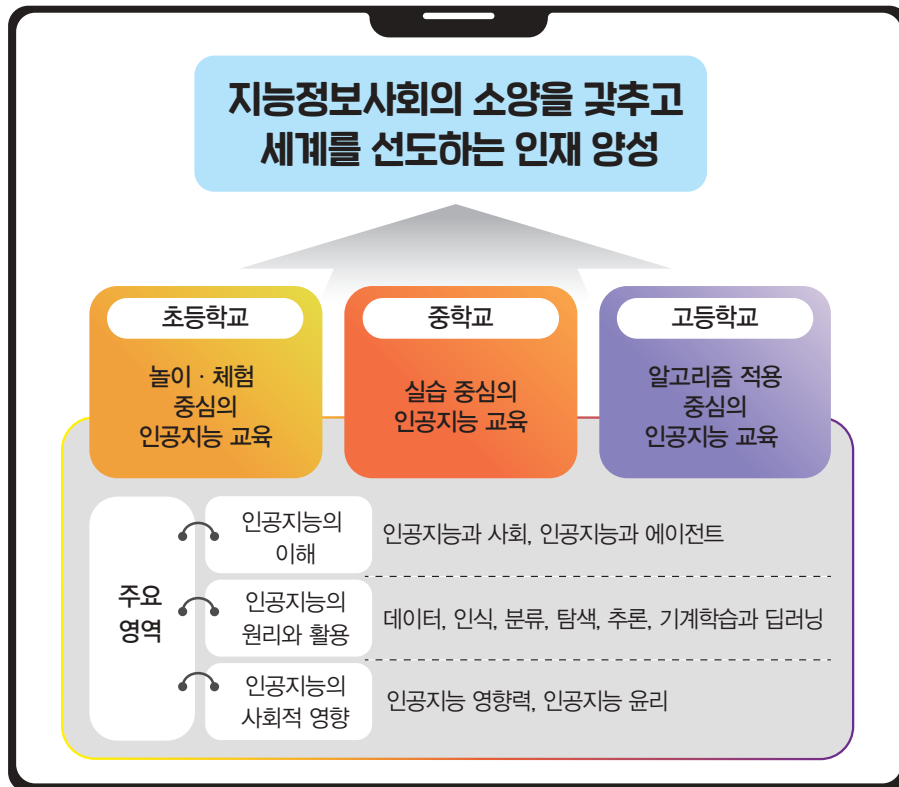 지능정보사회의 소양을 갖추고
세계를 선도하는 인재 양성
초등학교
놀이 · 체험
중심의
인공지능 교육
중학교
실습 중심의
인공지능 교육
고등학교
알고리즘 적용
중심의
인공지능 교육
주요
영역
인공지능의
이해
인공지능과 사회, 인공지능과 에이전트
인공지능의
원리와 활용
데이터, 인식, 분류, 탐색, 추론, 기계학습과 딥러닝
인공지능의
사회적 영향
인공지능 영향력, 인공지능 윤리